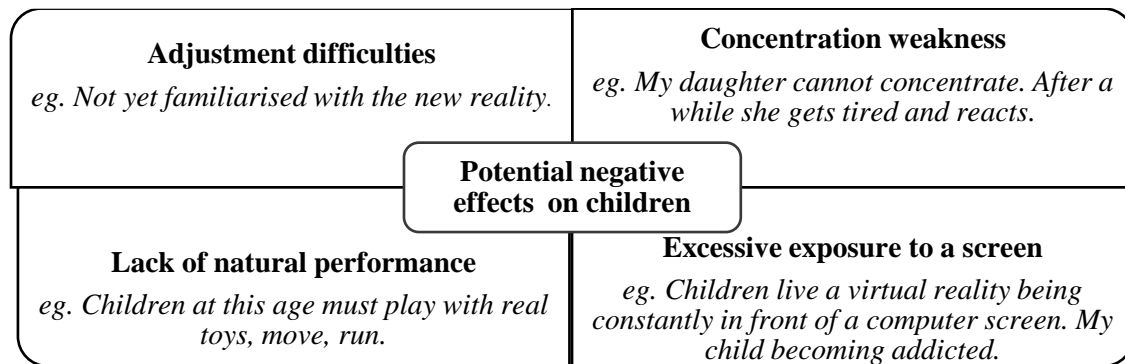 Adjustment difficulties
eg. Not yet familiarised with the new reality.
Concentration weakness
eg. My daughter cannot concentrate. After a
while she gets tired and reacts.
Potential negative
effects on children
Lack of natural performance
eg. Children at this age must play with real
toys, move, run.
Excessive exposure to a screen
eg. Children live a virtual reality being
constantly in front of a computer screen. My
child becoming addicted.